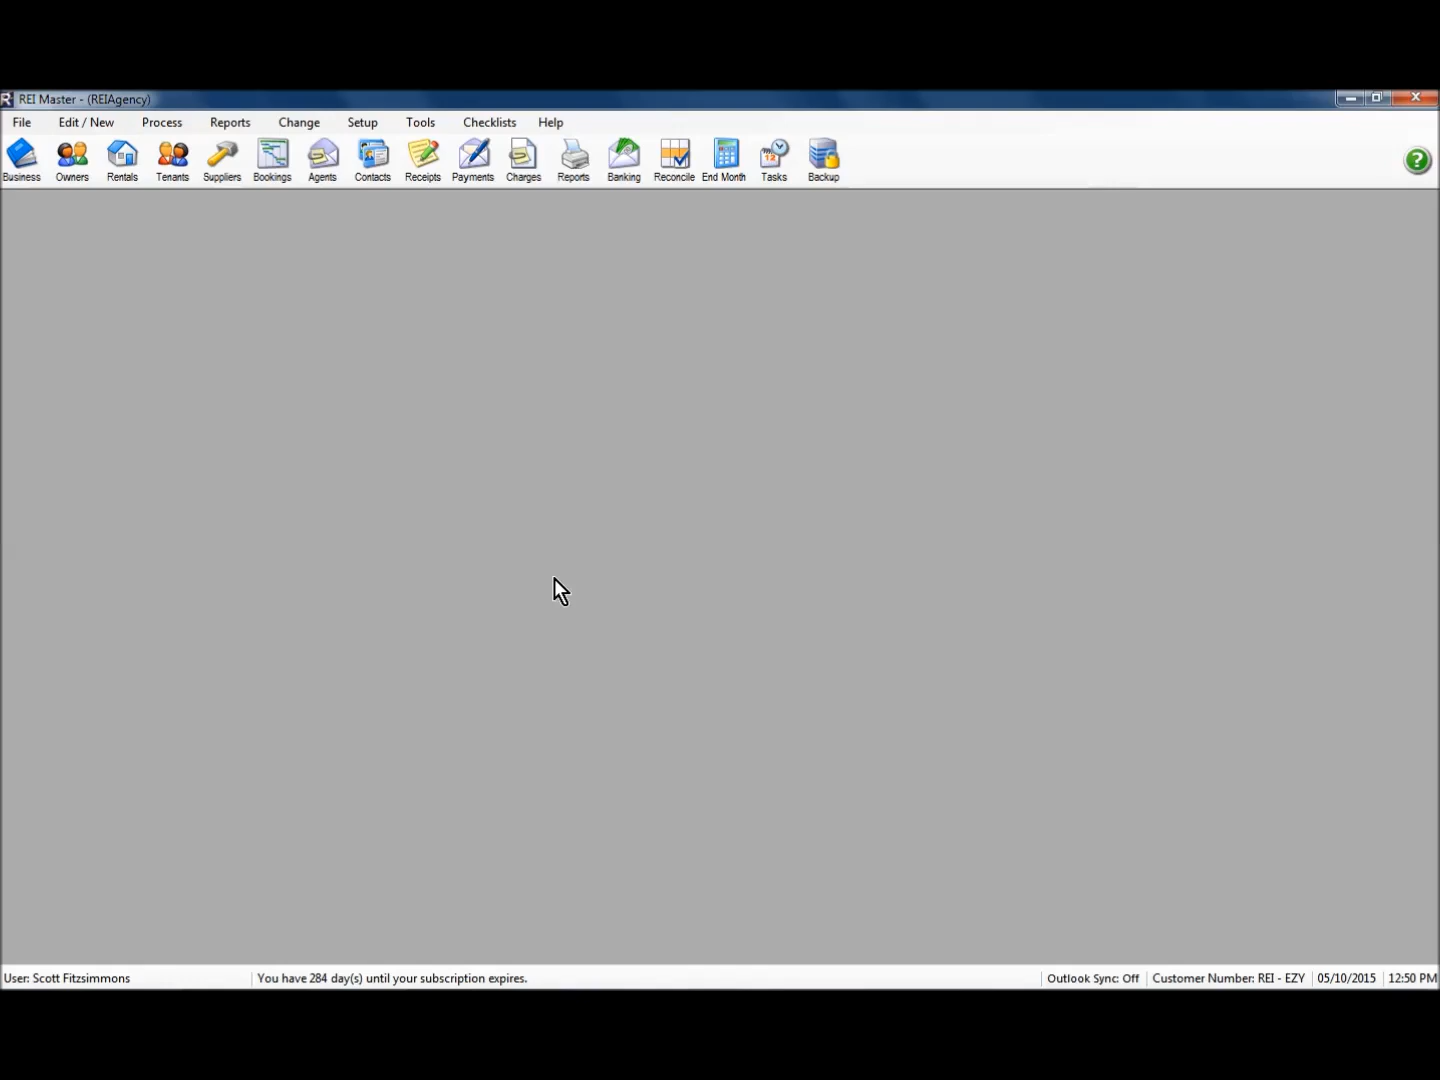 REI Master - (REIAgency)
File Edit / New Process Reports Change Setup Tools Checklists Help
Business Owners Rentals Tenants Suppliers Bookings Agents Contacts Receipts Payments Charges Reports Banking Reconcile End Month Tasks Backup
User: Scott Fitzsimmons You have 284 day(s) until your subscription expires. Outlook Sync: Off Customer Number: REI - EZY 05/10/2015 12:50 PM